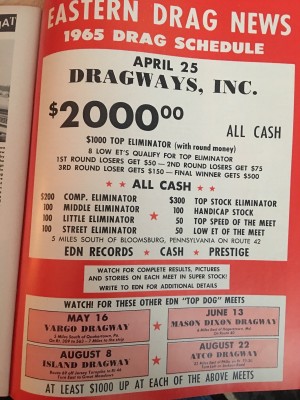 EASTERN DRAG NEWS
1965 DRAG SCHEDULE
APRIL 25
DRAGWAYS, INC.
$2000.00 ALL CASH
$1000 TOP ELIMINATOR (with round money)
8 LOW ET'S QUALIFY FOR TOP ELIMINATOR
1ST ROUND LOSERS GET $50—2ND ROUND LOSERS GET $75
3RD ROUND LOSER GETS $150—FINAL WINNER GETS $500
ALL CASH
$200 COMP. ELIMINATOR $300 TOP STOCK ELIMINATOR
100 MIDDLE ELIMINATOR 100 HANDICAP STOCK
100 LITTLE ELIMINATOR 50 TOP SPEED OF THE MEET
100 STREET ELIMINATOR 50 LOW ET OF THE MEET
5 MILES SOUTH OF BLOOMSBURG, PENNSYLVANIA ON ROUTE 42
EDN RECORDS CASH PRESTIGE
WATCH FOR COMPLETE RESULTS, PICTURES
AND STORIES ON EACH MEET IN SUPER STOCK!
WRITE TO EDN FOR ADDITIONAL DETAILS
WATCH! FOR THESE OTHER EDN "TOP DOG" MEETS
MAY 16
VARGO DRAGWAY
JUNE 13
MASON DIXON DRAGWAY
AUGUST 8
ISLAND DRAGWAY
AUGUST 22
ATCO DRAGWAY
AT LEAST $1000 UP AT EACH OF THE ABOVE MEETS